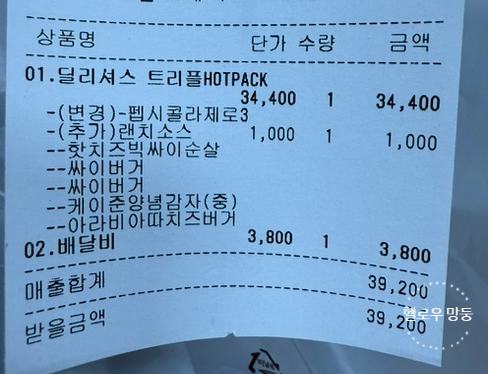 상품명 단가 수량 금액
01.딜리셔스 트리플HOTPACK
34,400 1 34,400
-(변경)-펩시콜라제로3
-(추가)랜치소스 1,000 1 1,000
--핫치즈빅싸이순살
--싸이버거
--싸이버거
--케이준양념감자(중)
--아라비아따치즈버거
02.배달비 3,800 1 3,800
매출합계 39,200
받을금액 39,200
헬로우망둥